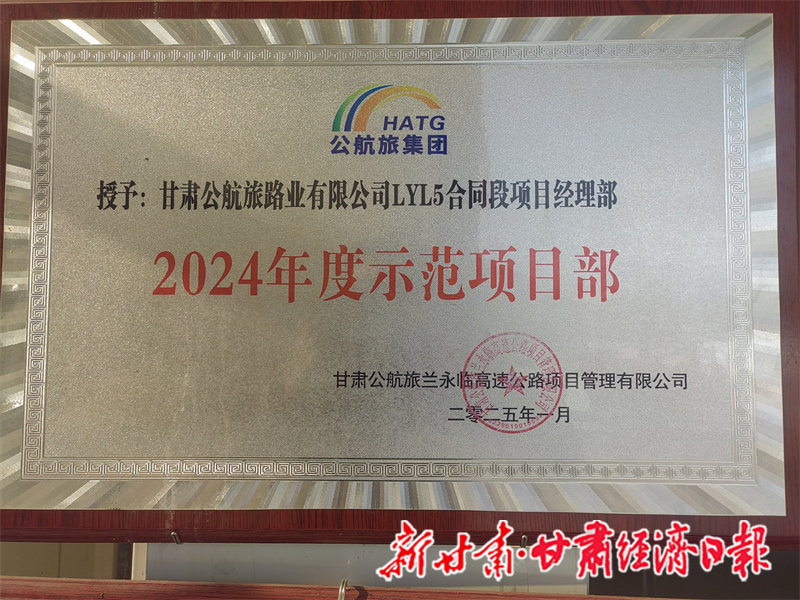 HATG
公航旅集团
授予：甘肃公航旅路业有限公司LYL5合同段项目经理部
2024年度示范项目部
甘肃公航旅兰永临高速公路项目管理有限公司
二零二五年一月
新甘肃·甘肃经济日报